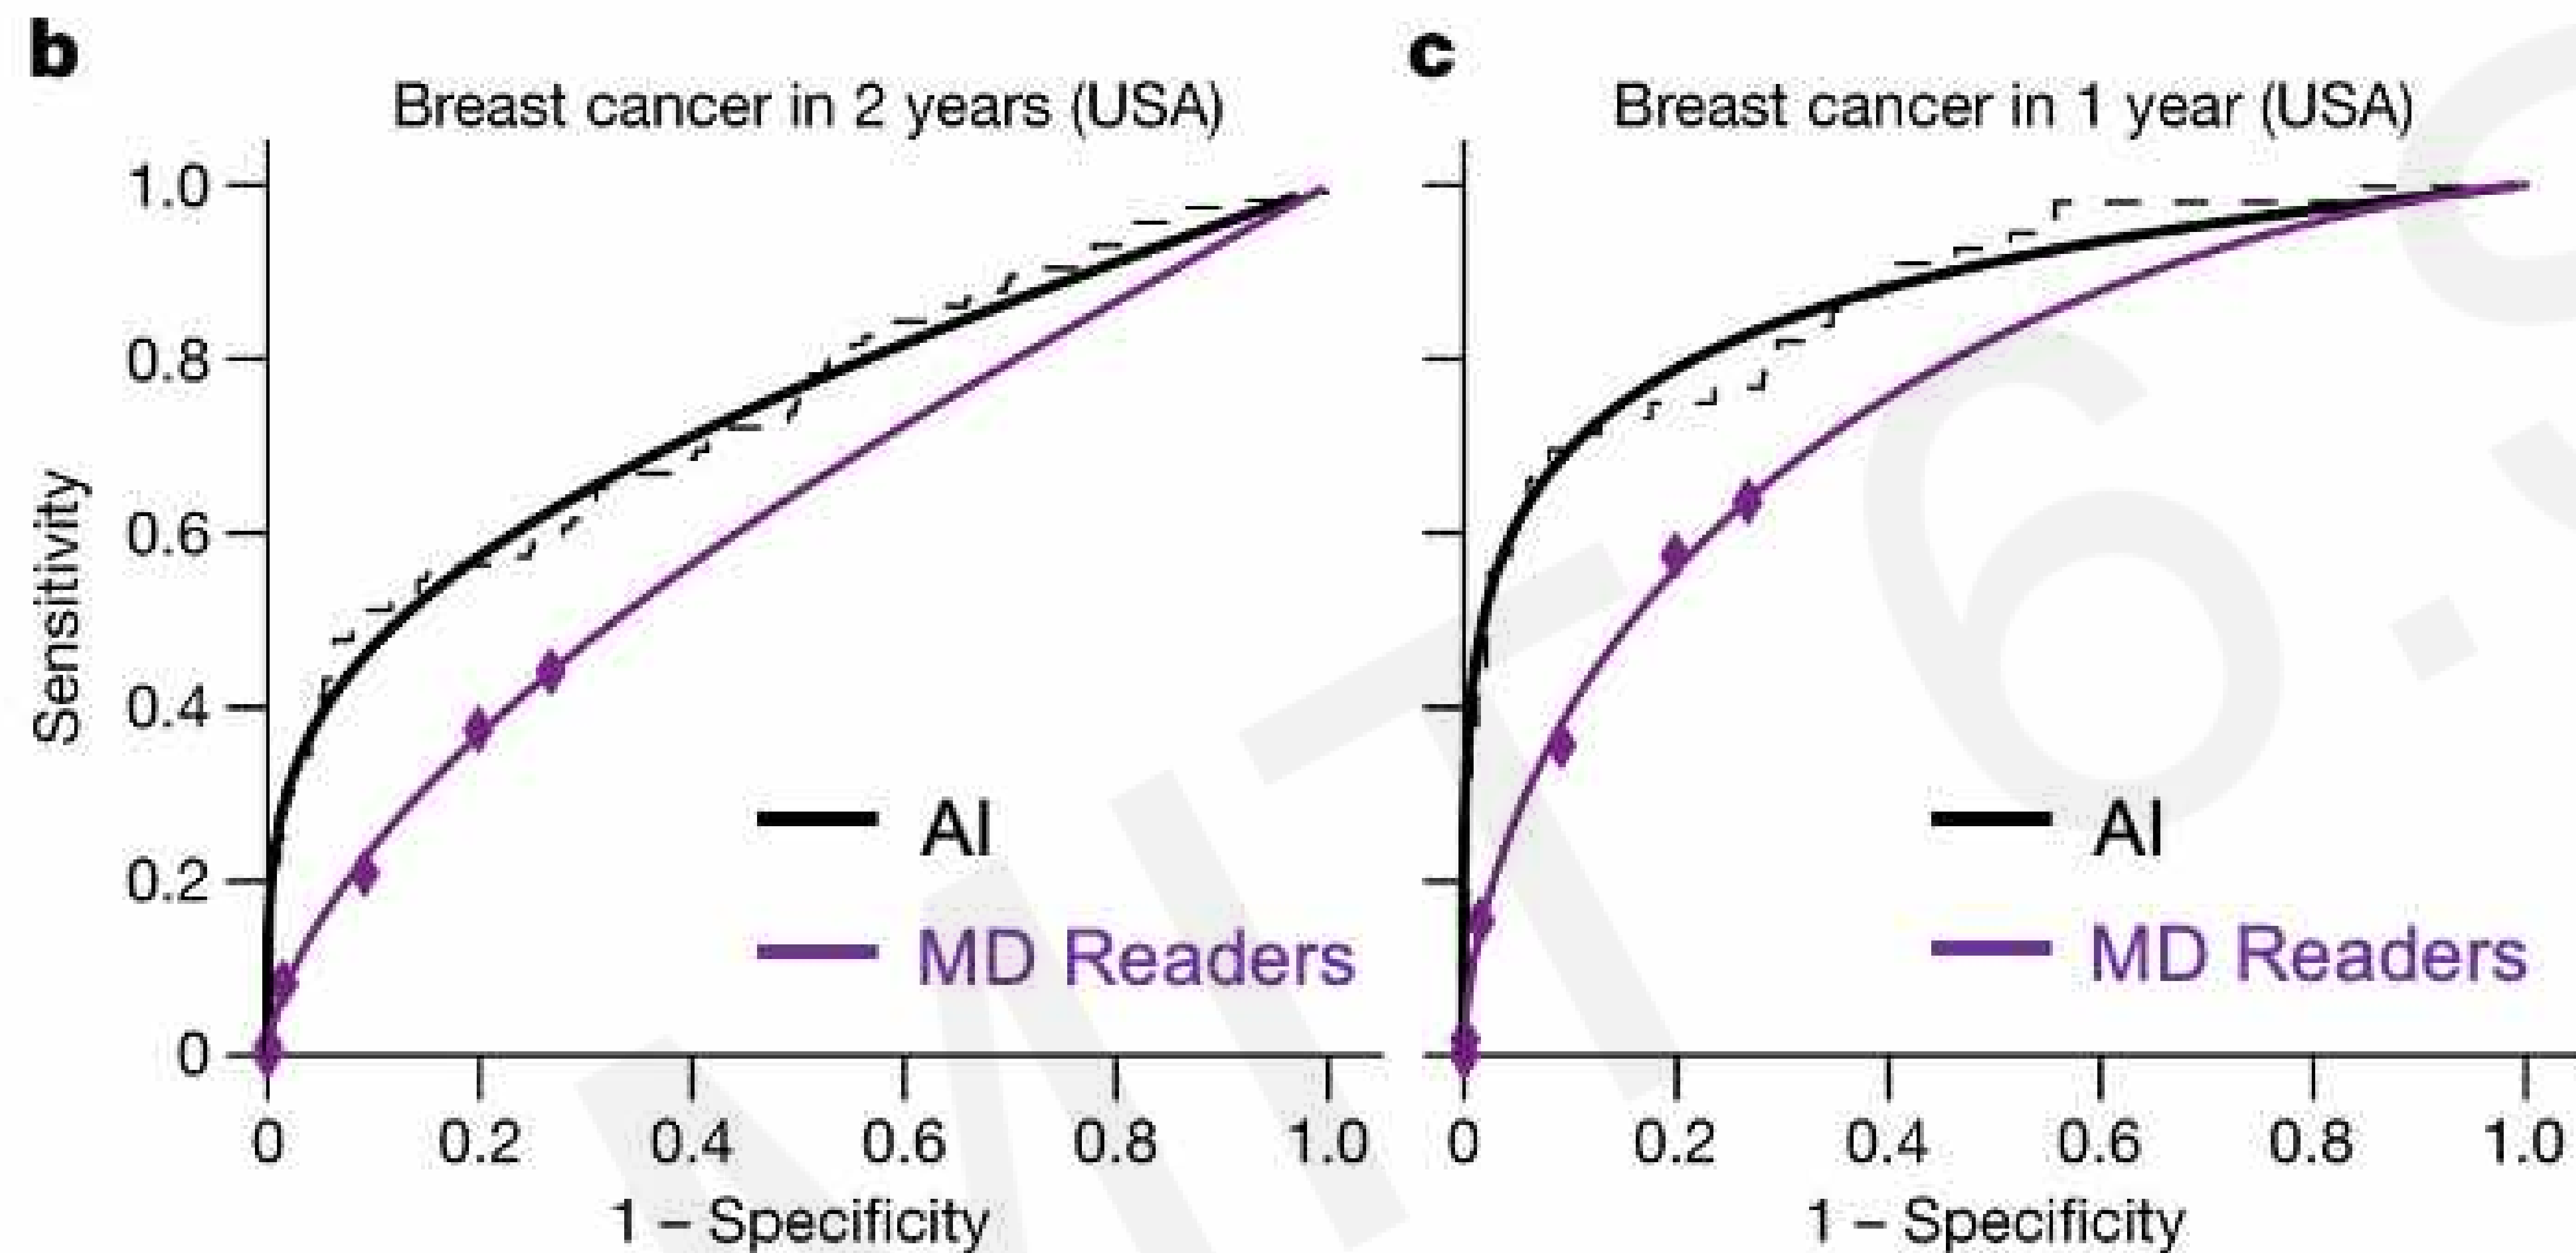 b
Breast cancer in 2 years (USA)
Sensitivity
1.0
0.8
0.6
0.4
0.2
0
0 0.2 0.4 0.6 0.8 1.0
1 – Specificity
AI
MD Readers
c
Breast cancer in 1 year (USA)
AI
MD Readers
0 0.2 0.4 0.6 0.8 1.0
1 – Specificity
MIT 6.S